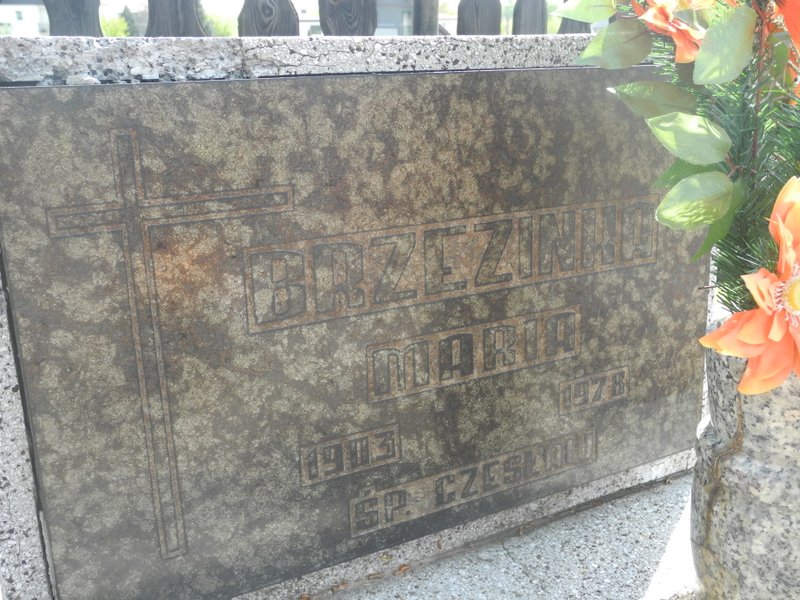 BRZEZINKA
MARIA
1903 1978
ŚP. CZESŁAW